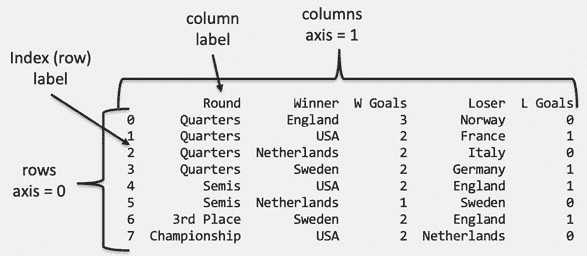 column
label
columns
axis = 1
Index (row)
label
rows
axis = 0
Round Winner W Goals Loser L Goals
0 Quarters England 3 Norway 0
1 Quarters USA 2 France 1
2 Quarters Netherlands 2 Italy 0
3 Quarters Sweden 2 Germany 1
4 Semis USA 2 England 1
5 Semis Netherlands 1 Sweden 0
6 3rd Place Sweden 2 England 1
7 Championship USA 2 Netherlands 0